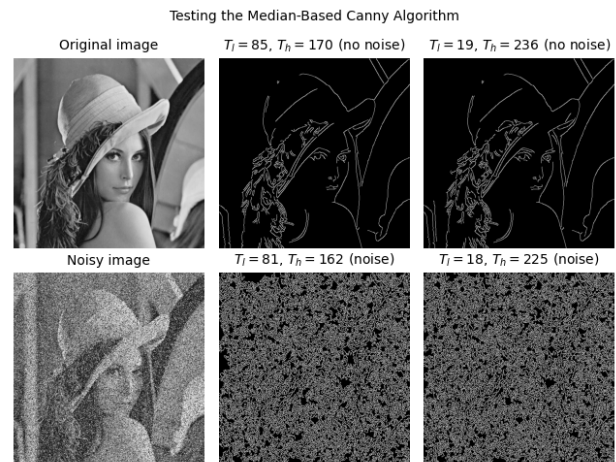 Testing the Median-Based Canny Algorithm
Original image
T_l = 85, T_h = 170 (no noise)
T_l = 19, T_h = 236 (no noise)
Noisy image
T_l = 81, T_h = 162 (noise)
T_l = 18, T_h = 225 (noise)